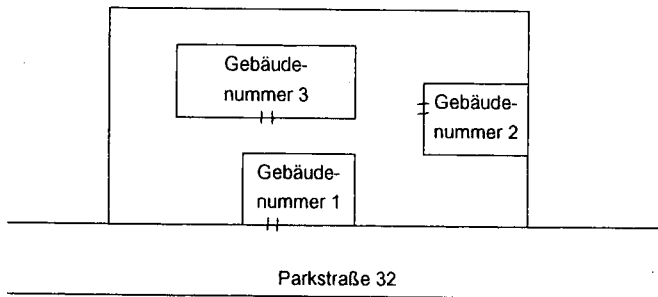 Gebäude-
nummer 3
Gebäude-
nummer 2
Gebäude-
nummer 1
Parkstraße 32